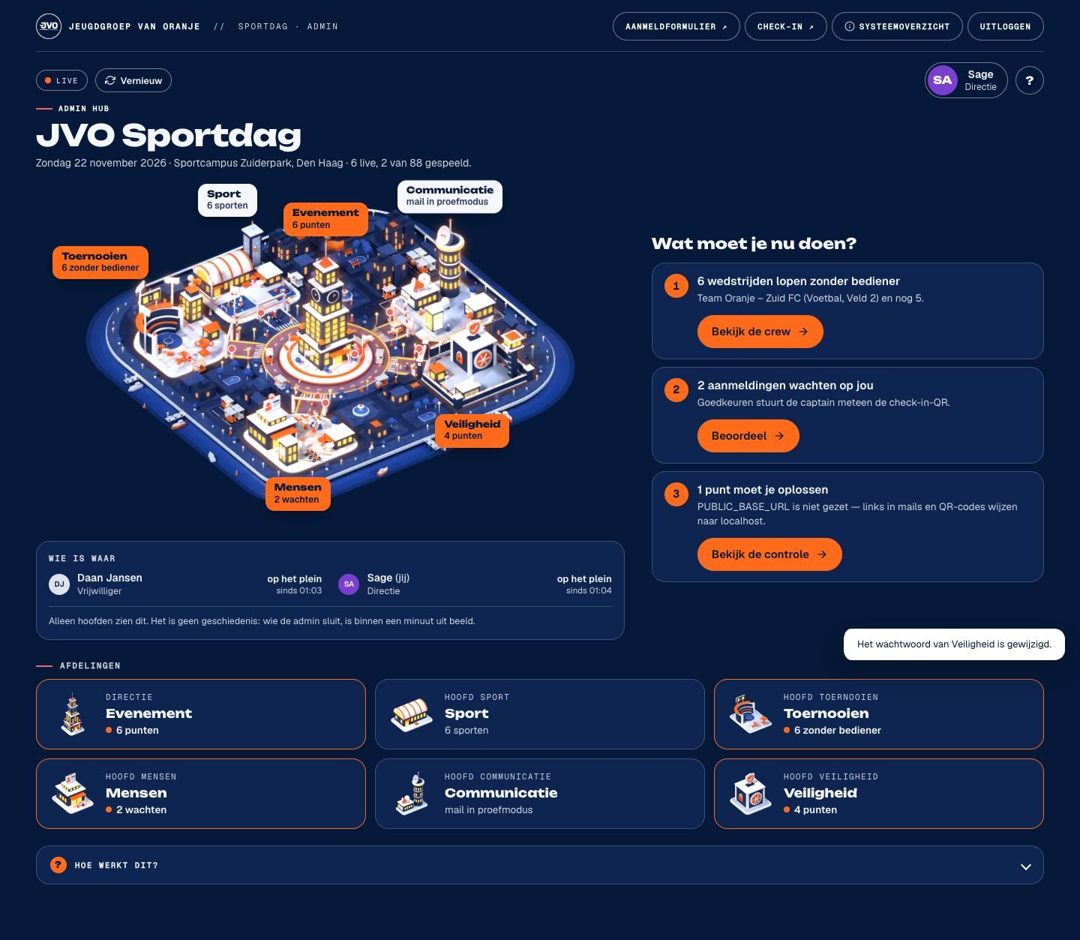 JVO JEUGDGROEP VAN ORANJE // SPORTDAG · ADMIN
AANMELDFORMULIER ↗
CHECK-IN ↗
SYSTEEMOVERZICHT
UITLOGGEN
LIVE
Vernieuw
SA
Sage
Directie
?
ADMIN HUB
JVO Sportdag
Zondag 22 november 2026 · Sportcampus Zuiderpark, Den Haag · 6 live, 2 van 88 gespeeld.
Sport
6 sporten
Communicatie
mail in proefmodus
Evenement
6 punten
Toernooien
6 zonder bediener
Veiligheid
4 punten
Mensen
2 wachten
Wat moet je nu doen?
1
6 wedstrijden lopen zonder bediener
Team Oranje – Zuid FC (Voetbal, Veld 2) en nog 5.
Bekijk de crew →
2
2 aanmeldingen wachten op jou
Goedkeuren stuurt de captain meteen de check-in-QR.
Beoordeel →
3
1 punt moet je oplossen
PUBLIC_BASE_URL is niet gezet — links in mails en QR-codes wijzen
naar localhost.
Bekijk de controle →
WIE IS WAAR
DJ
Daan Jansen
Vrijwilliger
op het plein
sinds 01:03
SA
Sage (jij)
Directie
op het plein
sinds 01:04
Alleen hoofden zien dit. Het is geen geschiedenis: wie de admin sluit, is binnen een minuut uit beeld.
Het wachtwoord van Veiligheid is gewijzigd.
AFDELINGEN
DIRECTIE
Evenement
6 punten
HOOFD SPORT
Sport
6 sporten
HOOFD TOERNOOIEN
Toernooien
6 zonder bediener
HOOFD MENSEN
Mensen
2 wachten
HOOFD COMMUNICATIE
Communicatie
mail in proefmodus
HOOFD VEILIGHEID
Veiligheid
4 punten
?
HOE WERKT DIT?